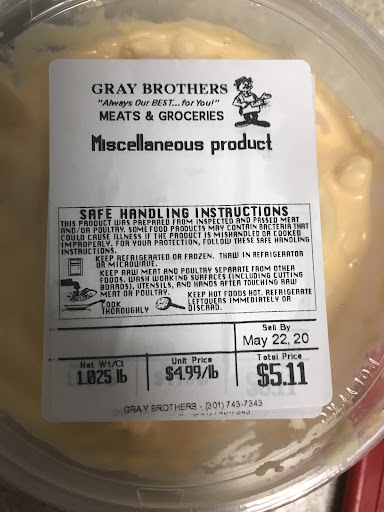 GRAY BROTHERS
"Always Our BEST...for You!"
MEATS & GROCERIES
Miscellaneous product
SAFE HANDLING INSTRUCTIONS
THIS PRODUCT WAS PREPARED FROM INSPECTED AND PASSED MEAT
AND/OR POULTRY. SOME FOOD PRODUCTS MAY CONTAIN BACTERIA THAT
COULD CAUSE ILLNESS IF THE PRODUCT IS MISHANDLED OR COOKED
IMPROPERLY. FOR YOUR PROTECTION, FOLLOW THESE SAFE HANDLING
INSTRUCTIONS.
KEEP REFRIGERATED OR FROZEN. THAW IN REFRIGERATOR
OR MICROWAVE.
KEEP RAW MEAT AND POULTRY SEPARATE FROM OTHER
FOODS. WASH WORKING SURFACES (INCLUDING CUTTING
BOARDS), UTENSILS, AND HANDS AFTER TOUCHING RAW
MEAT OR POULTRY.
COOK
THOROUGHLY
KEEP HOT FOODS HOT. REFRIGERATE
LEFTOVERS IMMEDIATELY OR
DISCARD.
Sell By
May 22, 20
Net Wt/Ct
1.025 lb
Unit Price
$4.99/lb
Total Price
$5.11
GRAY BROTHERS - (301) 743-7343